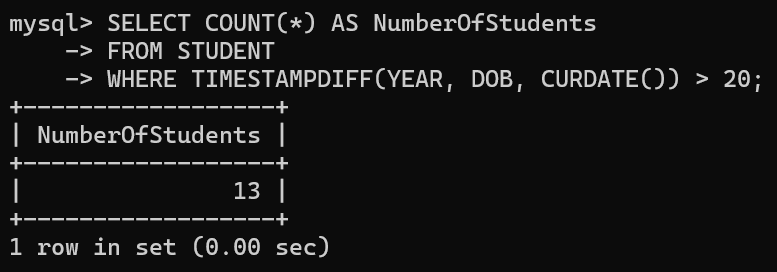 mysql> SELECT COUNT(*) AS NumberOfStudents
    -> FROM STUDENT
    -> WHERE TIMESTAMPDIFF(YEAR, DOB, CURDATE()) > 20;
+------------------+
| NumberOfStudents |
+------------------+
|               13 |
+------------------+
1 row in set (0.00 sec)